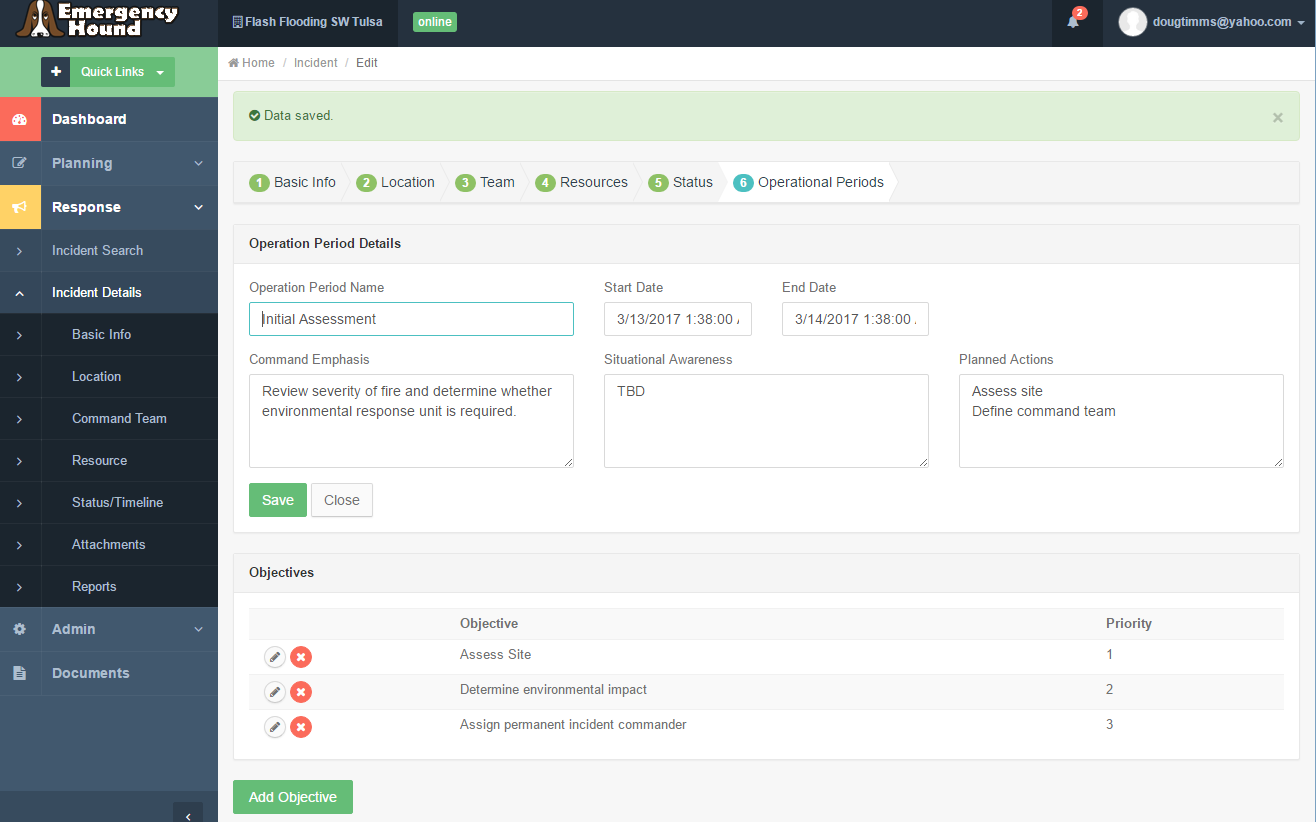 Emergency Hound
Flash Flooding SW Tulsa
online
2
dougtimms@yahoo.com
Quick Links
Dashboard
Planning
Response
Incident Search
Incident Details
Basic Info
Location
Command Team
Resource
Status/Timeline
Attachments
Reports
Admin
Documents
Home / Incident / Edit
Data saved.
×
1 Basic Info 2 Location 3 Team 4 Resources 5 Status 6 Operational Periods
Operation Period Details
Operation Period Name Start Date End Date
Initial Assessment 3/13/2017 1:38:00 3/14/2017 1:38:00
Command Emphasis Situational Awareness Planned Actions
Review severity of fire and determine whether
environmental response unit is required.
TBD
Assess site
Define command team
Save Close
Objectives
Objective Priority
Assess Site 1
Determine environmental impact 2
Assign permanent incident commander 3
Add Objective